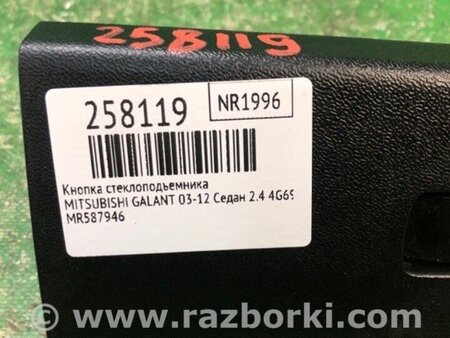 258119
258119
NR1996
Кнопка стеклоподъемника
MITSUBISHI GALANT 03-12 Седан 2.4 4G69
MR587946
www.razborki.com